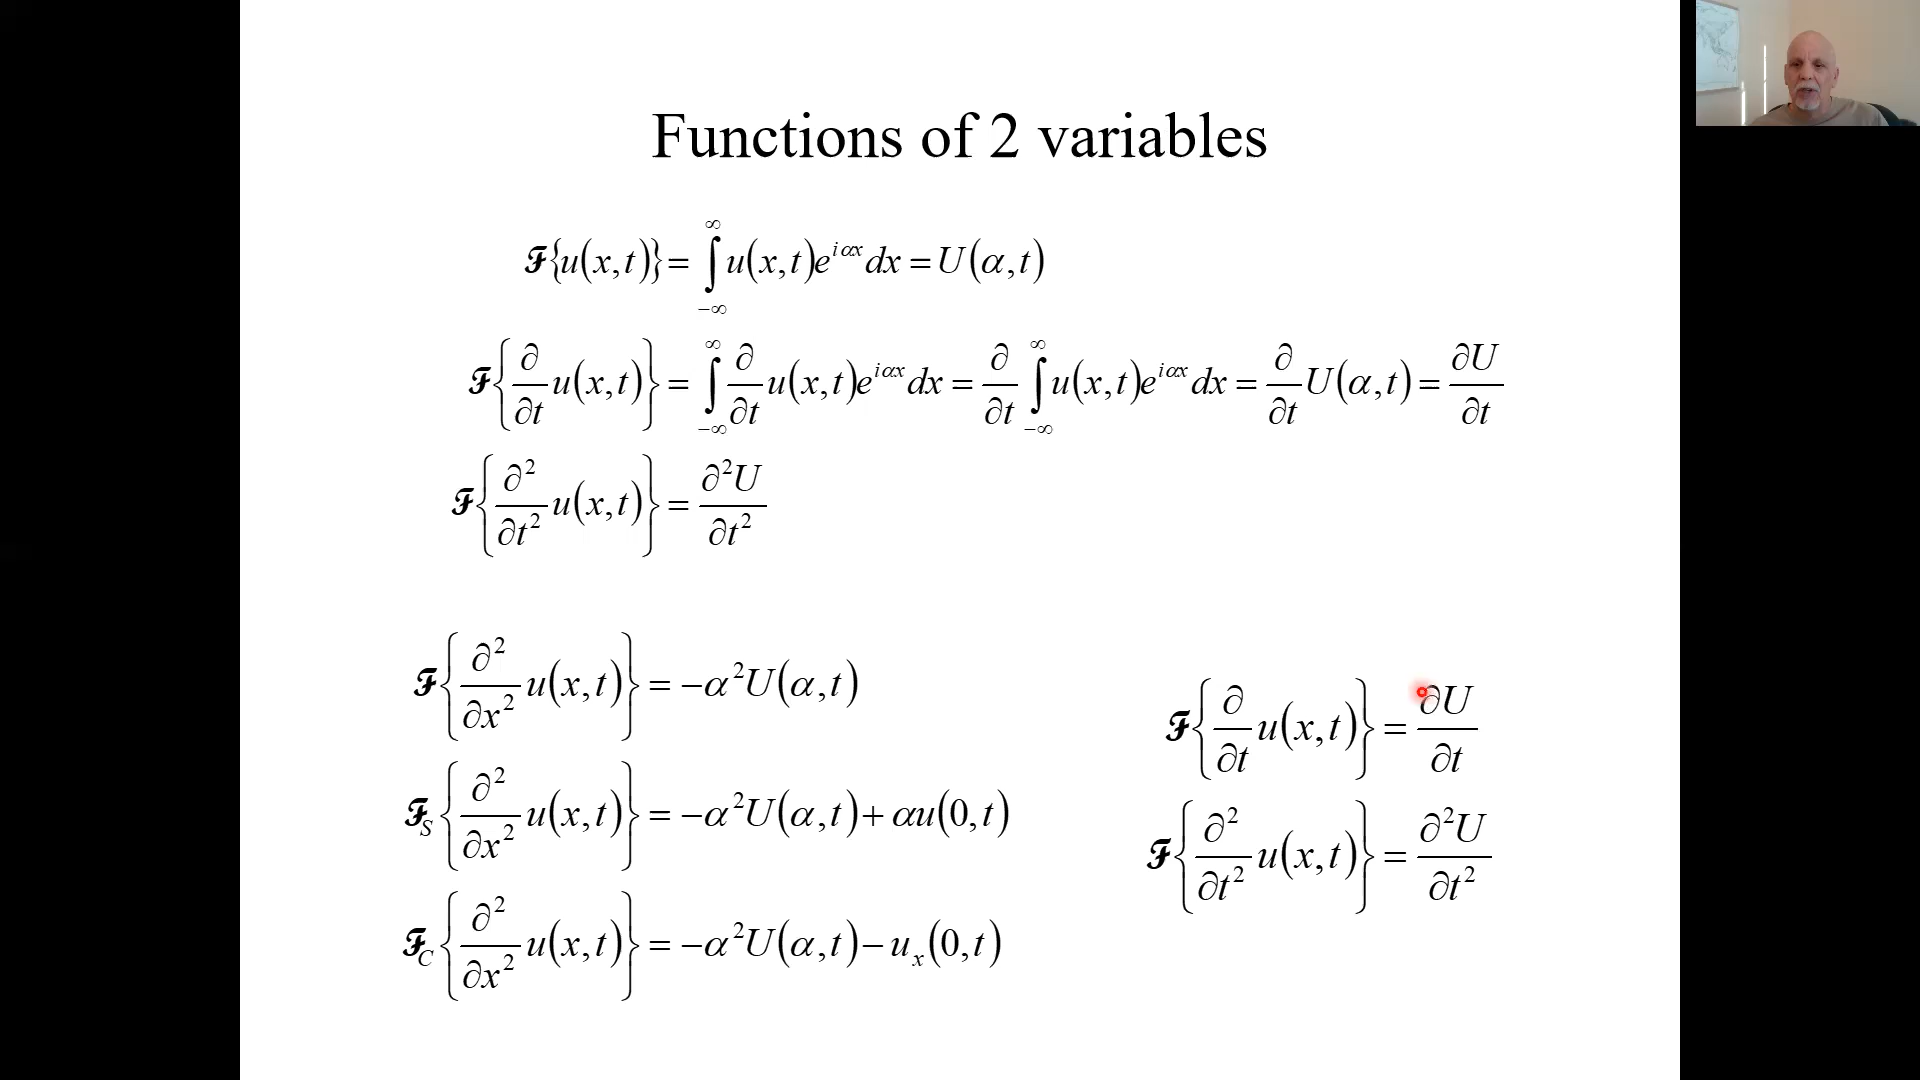 Functions of 2 variables
ℱ{u(x,t)} = ∫_{-∞}^{∞} u(x,t)e^{iαx}dx = U(α,t)
ℱ{∂/∂t u(x,t)} = ∫_{-∞}^{∞} ∂/∂t u(x,t)e^{iαx}dx = ∂/∂t ∫_{-∞}^{∞} u(x,t)e^{iαx}dx = ∂/∂t U(α,t) = ∂U/∂t
ℱ{∂²/∂t² u(x,t)} = ∂²U/∂t²
ℱ{∂²/∂x² u(x,t)} = −α²U(α,t)
ℱ_S{∂²/∂x² u(x,t)} = −α²U(α,t) + αu(0,t)
ℱ_C{∂²/∂x² u(x,t)} = −α²U(α,t) − u_x(0,t)
ℱ{∂/∂t u(x,t)} = ∂U/∂t
ℱ{∂²/∂t² u(x,t)} = ∂²U/∂t²